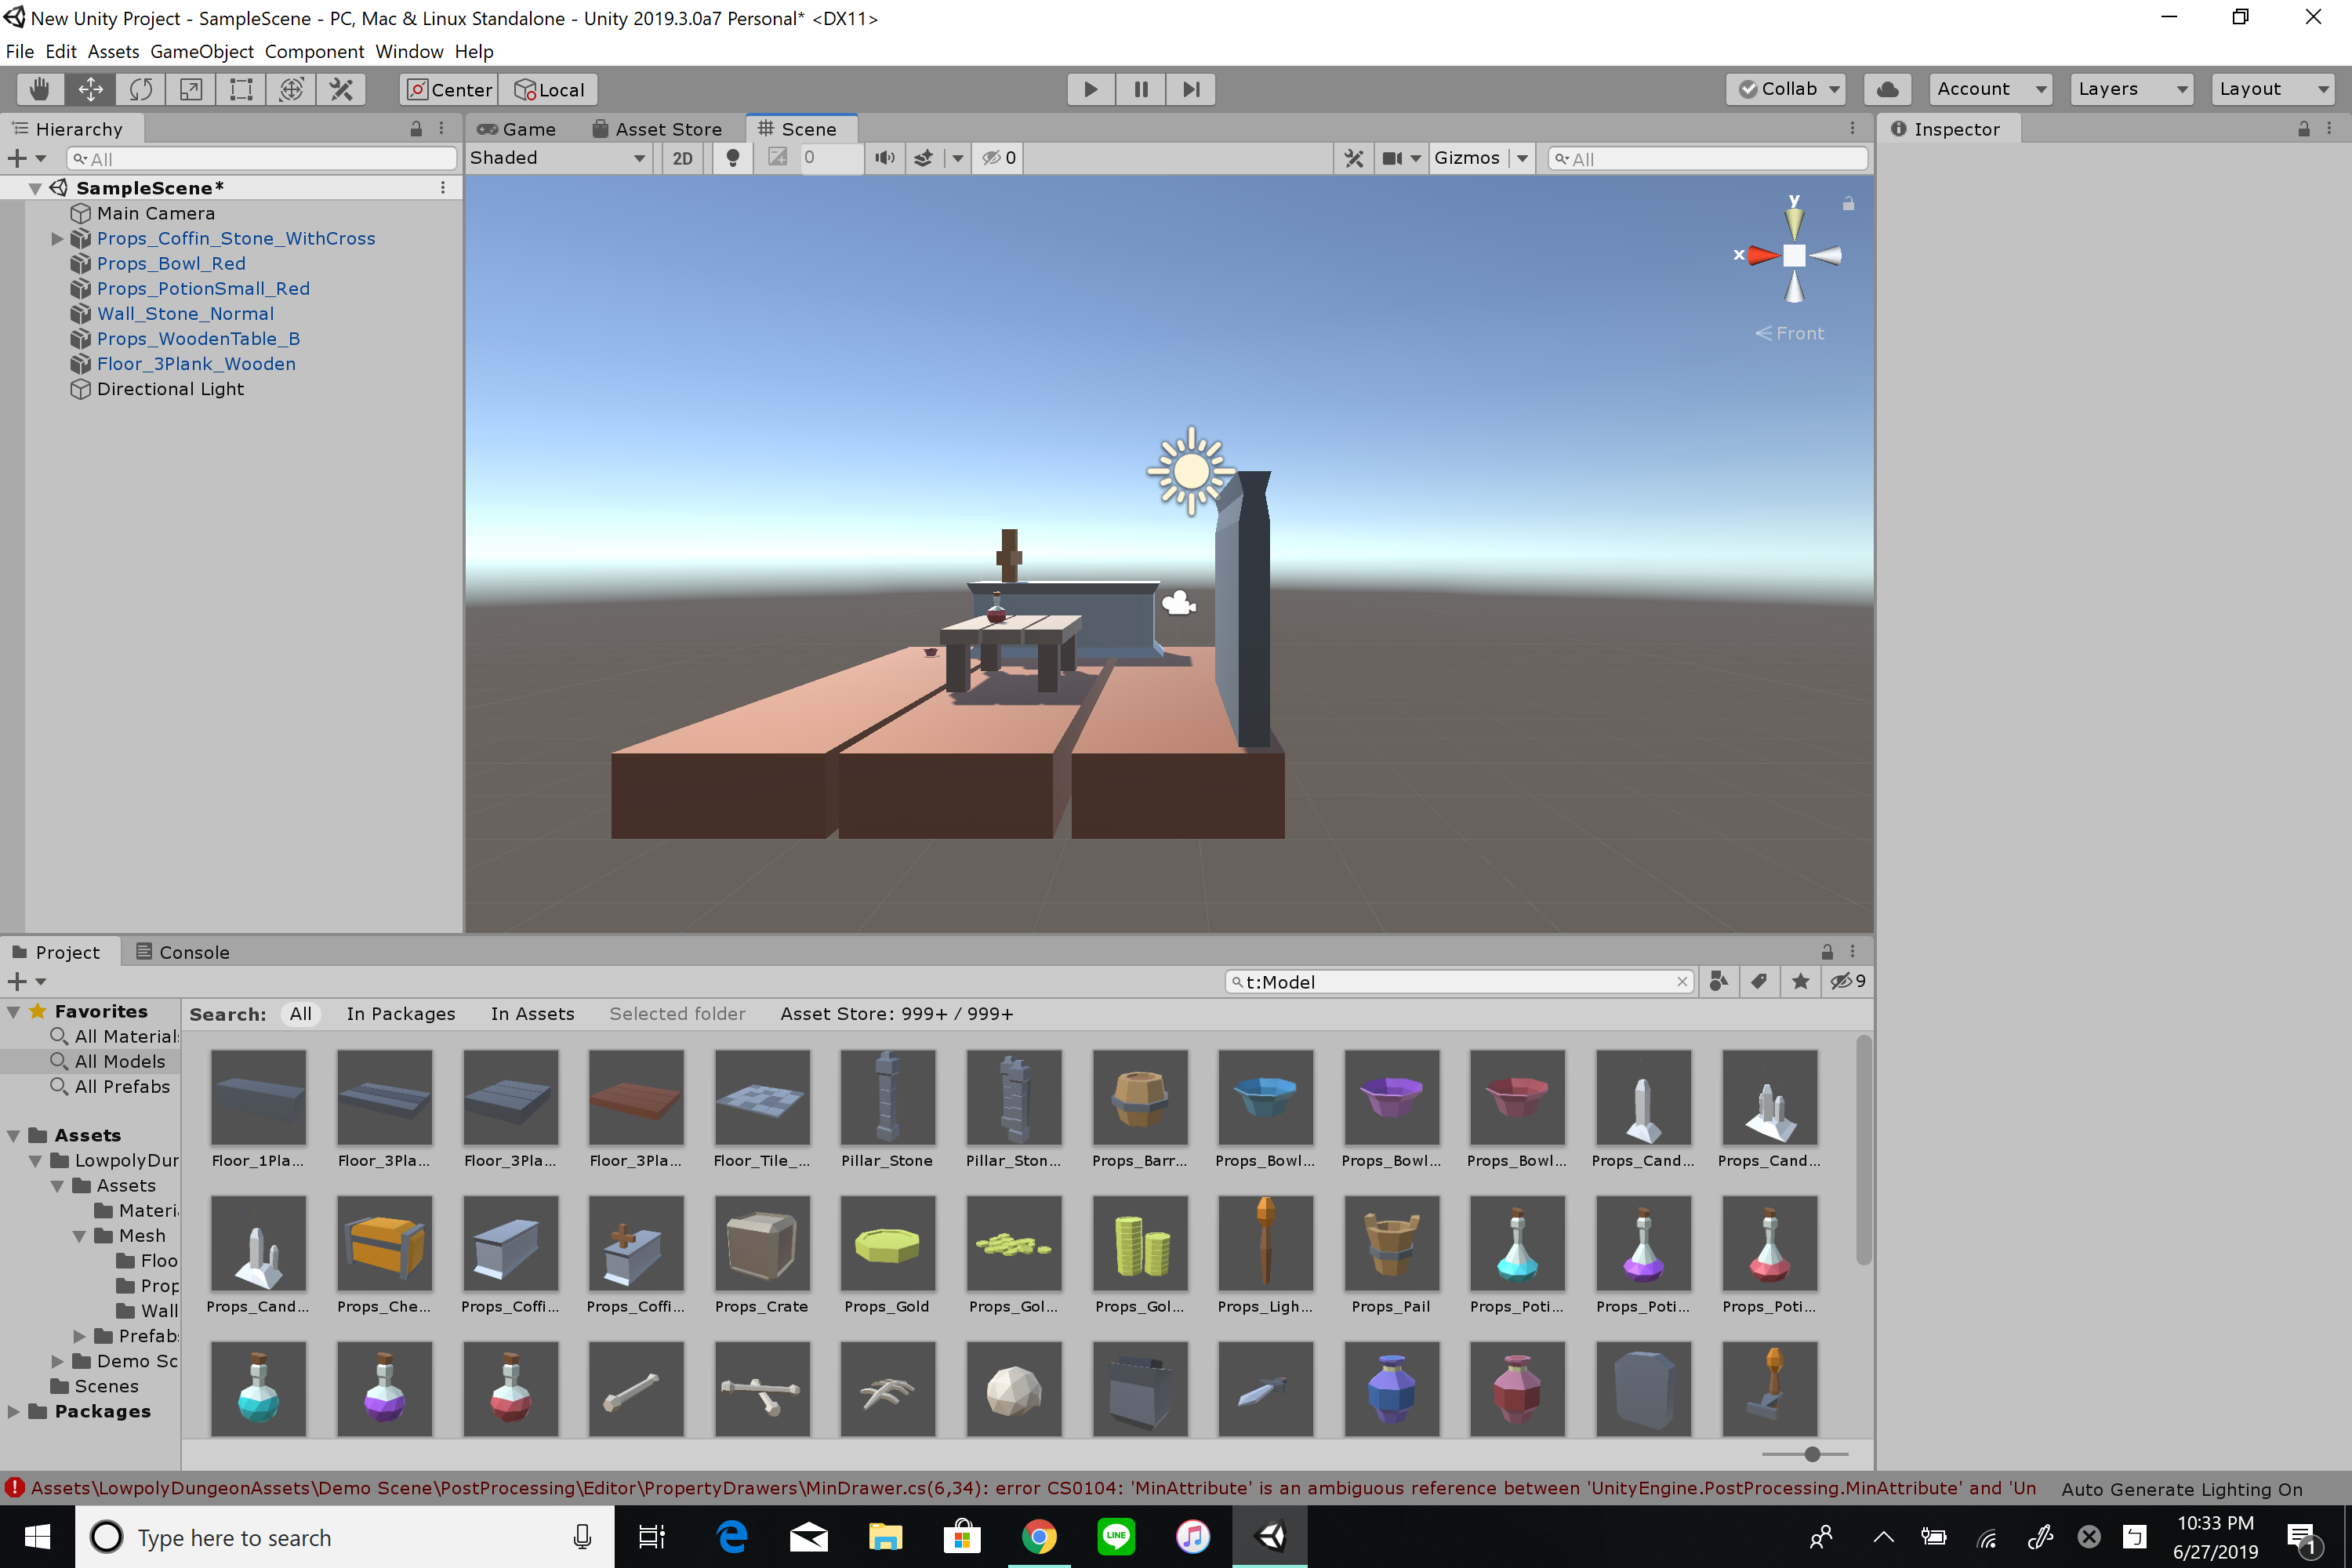 New Unity Project - SampleScene - PC, Mac & Linux Standalone - Unity 2019.3.0a7 Personal* <DX11>
File Edit Assets GameObject Component Window Help
Center Local Collab Account Layers Layout
Hierarchy
All
SampleScene*
Main Camera
Props_Coffin_Stone_WithCross
Props_Bowl_Red
Props_PotionSmall_Red
Wall_Stone_Normal
Props_WoodenTable_B
Floor_3Plank_Wooden
Directional Light
Game Asset Store Scene
Shaded 2D 0 0 Gizmos All
y
x
Front
Inspector
Project Console
t:Model 9
Favorites
All Materials
All Models
All Prefabs
Assets
LowpolyDur
Assets
Materi
Mesh
Floo
Prop
Wall
Prefab
Demo Sc
Scenes
Packages
Search: All In Packages In Assets Selected folder Asset Store: 999+ / 999+
Floor_1Pla... Floor_3Pla... Floor_3Pla... Floor_3Pla... Floor_Tile_... Pillar_Stone Pillar_Ston... Props_Barr... Props_Bowl... Props_Bowl... Props_Bowl... Props_Cand... Props_Cand...
Props_Cand... Props_Che... Props_Coffi... Props_Coffi... Props_Crate Props_Gold Props_Gol... Props_Gol... Props_Ligh... Props_Pail Props_Poti... Props_Poti... Props_Poti...
Assets\LowpolyDungeonAssets\Demo Scene\PostProcessing\Editor\PropertyDrawers\MinDrawer.cs(6,34): error CS0104: 'MinAttribute' is an ambiguous reference between 'UnityEngine.PostProcessing.MinAttribute' and 'Un
Auto Generate Lighting On
Type here to search
LINE
10:33 PM
6/27/2019
1